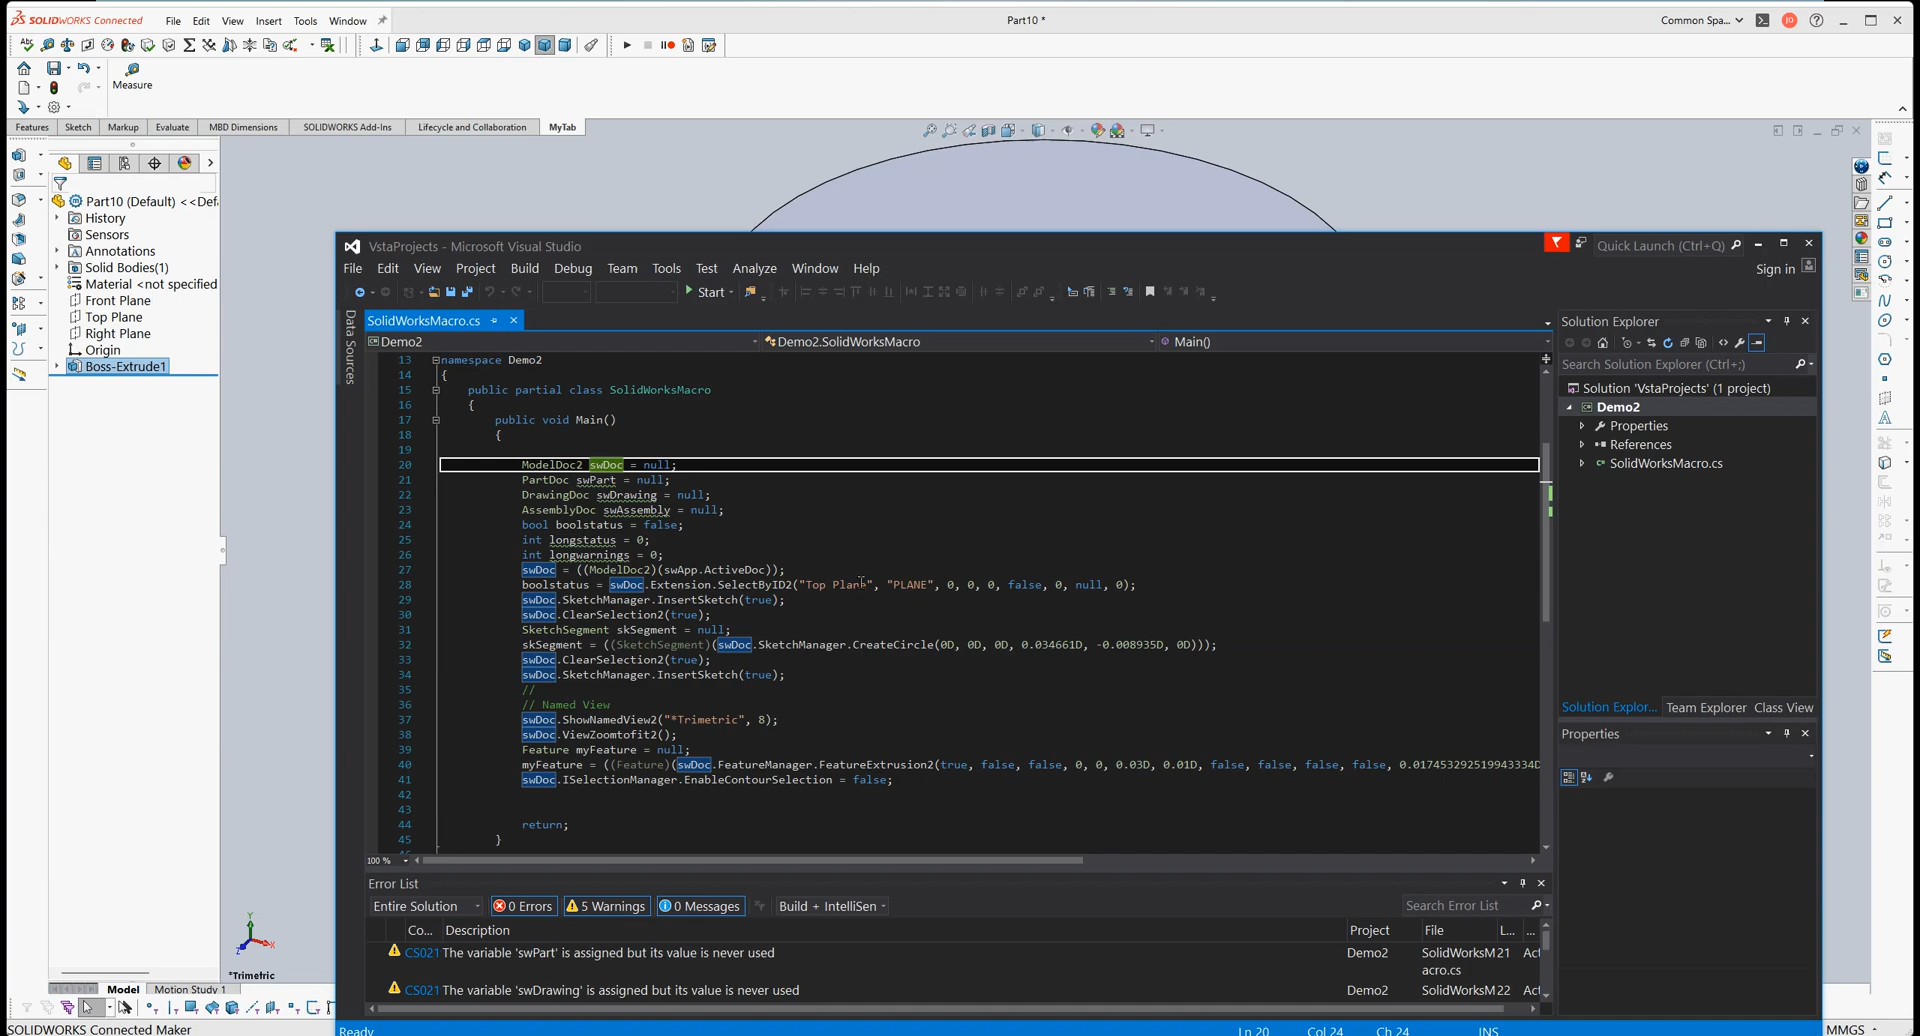 SOLIDWORKS Connected
File Edit View Insert Tools Window
Part10 *
Common Spa...
Measure
Features Sketch Markup Evaluate MBD Dimensions SOLIDWORKS Add-Ins Lifecycle and Collaboration MyTab
Part10 (Default) <<Def
History
Sensors
Annotations
Solid Bodies(1)
Material <not specified
Front Plane
Top Plane
Right Plane
Origin
Boss-Extrude1
VstaProjects - Microsoft Visual Studio
Quick Launch (Ctrl+Q)
File Edit View Project Build Debug Team Tools Test Analyze Window Help
Sign in
Start
Data Sources
SolidWorksMacro.cs
Demo2 Demo2.SolidWorksMacro Main()
13 namespace Demo2
14 {
15 public partial class SolidWorksMacro
16 {
17 public void Main()
18 {
19
20 ModelDoc2 swDoc = null;
21 PartDoc swPart = null;
22 DrawingDoc swDrawing = null;
23 AssemblyDoc swAssembly = null;
24 bool boolstatus = false;
25 int longstatus = 0;
26 int longwarnings = 0;
27 swDoc = ((ModelDoc2)(swApp.ActiveDoc));
28 boolstatus = swDoc.Extension.SelectByID2("Top Plane", "PLANE", 0, 0, 0, false, 0, null, 0);
29 swDoc.SketchManager.InsertSketch(true);
30 swDoc.ClearSelection2(true);
31 SketchSegment skSegment = null;
32 skSegment = ((SketchSegment)(swDoc.SketchManager.CreateCircle(0D, 0D, 0D, 0.034661D, -0.008935D, 0D)));
33 swDoc.ClearSelection2(true);
34 swDoc.SketchManager.InsertSketch(true);
35 //
36 // Named View
37 swDoc.ShowNamedView2("*Trimetric", 8);
38 swDoc.ViewZoomtofit2();
39 Feature myFeature = null;
40 myFeature = ((Feature)(swDoc.FeatureManager.FeatureExtrusion2(true, false, false, 0, 0, 0.03D, 0.01D, false, false, false, false, 0.017453292519943334D
41 swDoc.ISelectionManager.EnableContourSelection = false;
42
43
44 return;
45 }
100 %
Solution Explorer
Search Solution Explorer (Ctrl+;)
Solution 'VstaProjects' (1 project)
Demo2
Properties
References
SolidWorksMacro.cs
Solution Explor... Team Explorer Class View
Properties
Error List
Entire Solution 0 Errors 5 Warnings 0 Messages Build + IntelliSen Search Error List
Co... Description Project File L... ...
CS021 The variable 'swPart' is assigned but its value is never used Demo2 SolidWorksM 21 Act
acro.cs
CS021 The variable 'swDrawing' is assigned but its value is never used Demo2 SolidWorksM 22 Act
Ready Ln 20 Col 24 Ch 24 INS
Y
X
Z
*Trimetric
Model Motion Study 1
SOLIDWORKS Connected Maker
MMGS